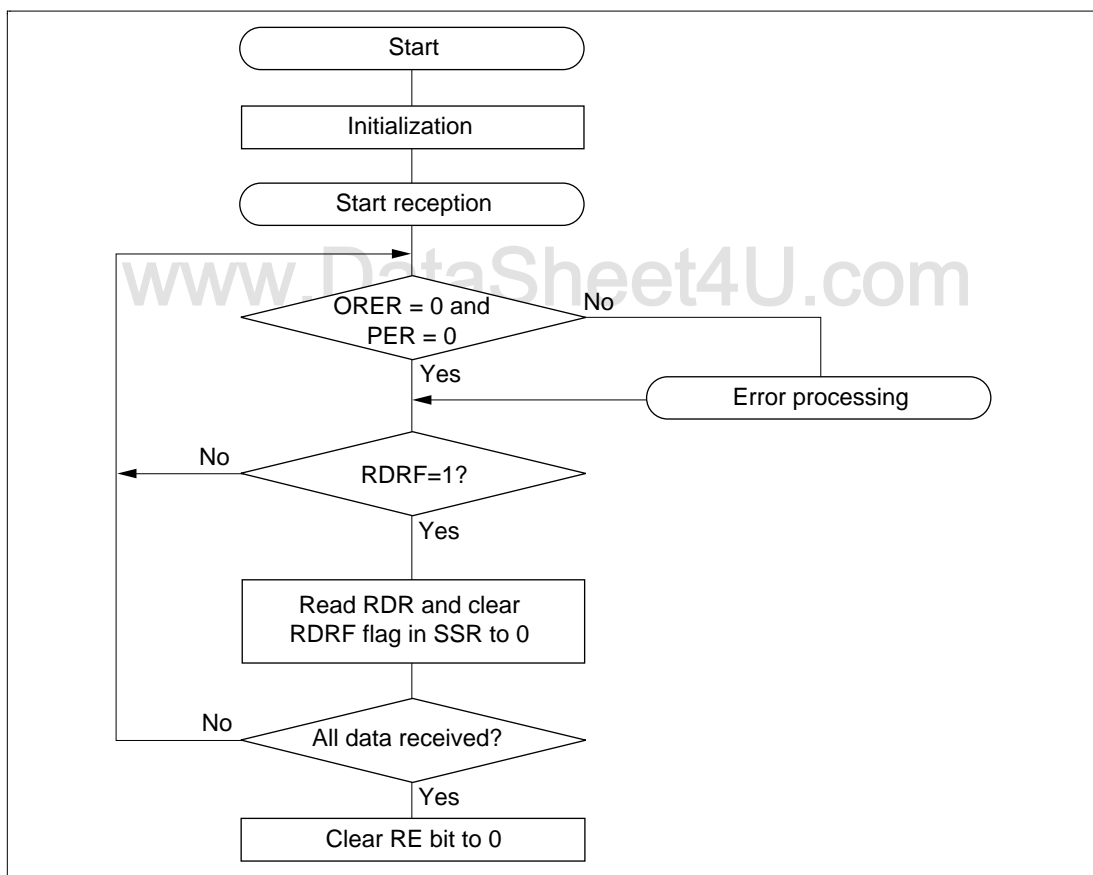 Start
Initialization
Start reception
www.DataSheet4U.com
ORER = 0 and
PER = 0
No
Yes
Error processing
No
RDRF=1?
Yes
Read RDR and clear
RDRF flag in SSR to 0
No
All data received?
Yes
Clear RE bit to 0